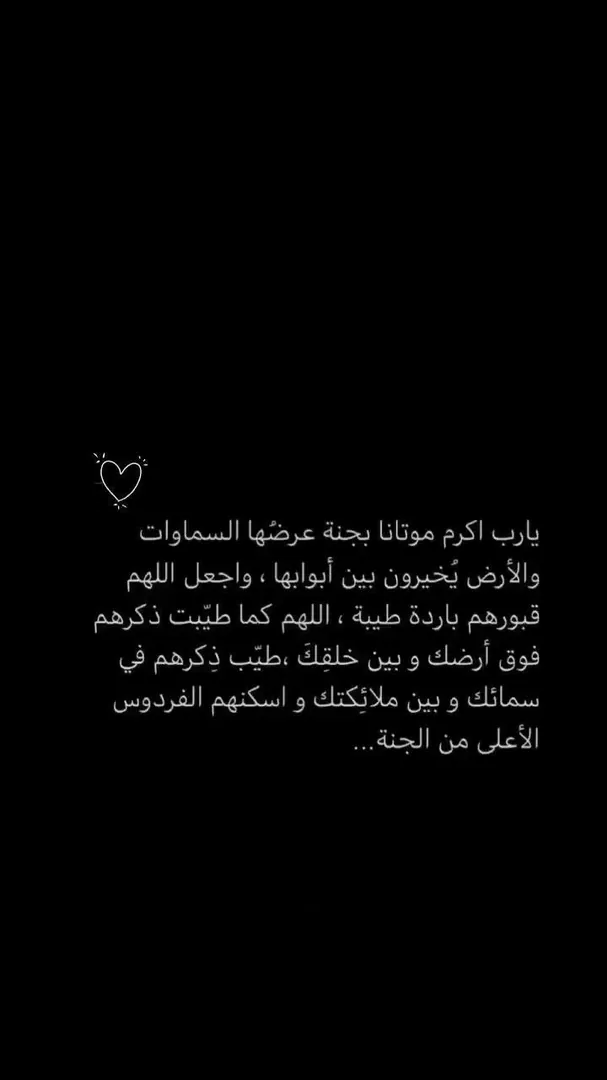 يارب اكرم موتانا بجنة عرضُها السماوات
والأرض يُخيرون بين أبوابها ، واجعل اللهم
قبورهم باردة طيبة ، اللهم كما طيّبت ذكرهم
فوق أرضك و بين خلقِكَ ،طيّب ذِكرهم في
سمائك و بين ملائِكتك و اسكنهم الفردوس
الأعلى من الجنة...